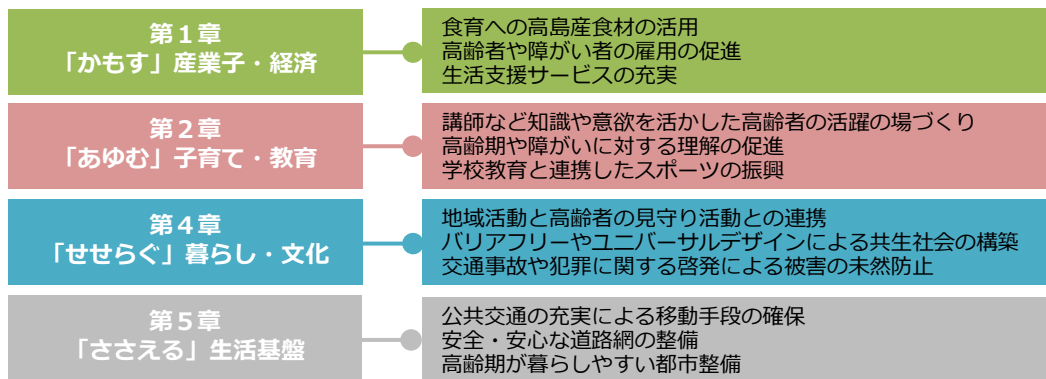 第１章
「かもす」産業子・経済
食育への高島産食材の活用
高齢者や障がい者の雇用の促進
生活支援サービスの充実
第２章
「あゆむ」子育て・教育
講師など知識や意欲を活かした高齢者の活躍の場づくり
高齢期や障がいに対する理解の促進
学校教育と連携したスポーツの振興
第４章
「せせらぐ」暮らし・文化
地域活動と高齢者の見守り活動との連携
バリアフリーやユニバーサルデザインによる共生社会の構築
交通事故や犯罪に関する啓発による被害の未然防止
第５章
「ささえる」生活基盤
公共交通の充実による移動手段の確保
安全・安心な道路網の整備
高齢期が暮らしやすい都市整備